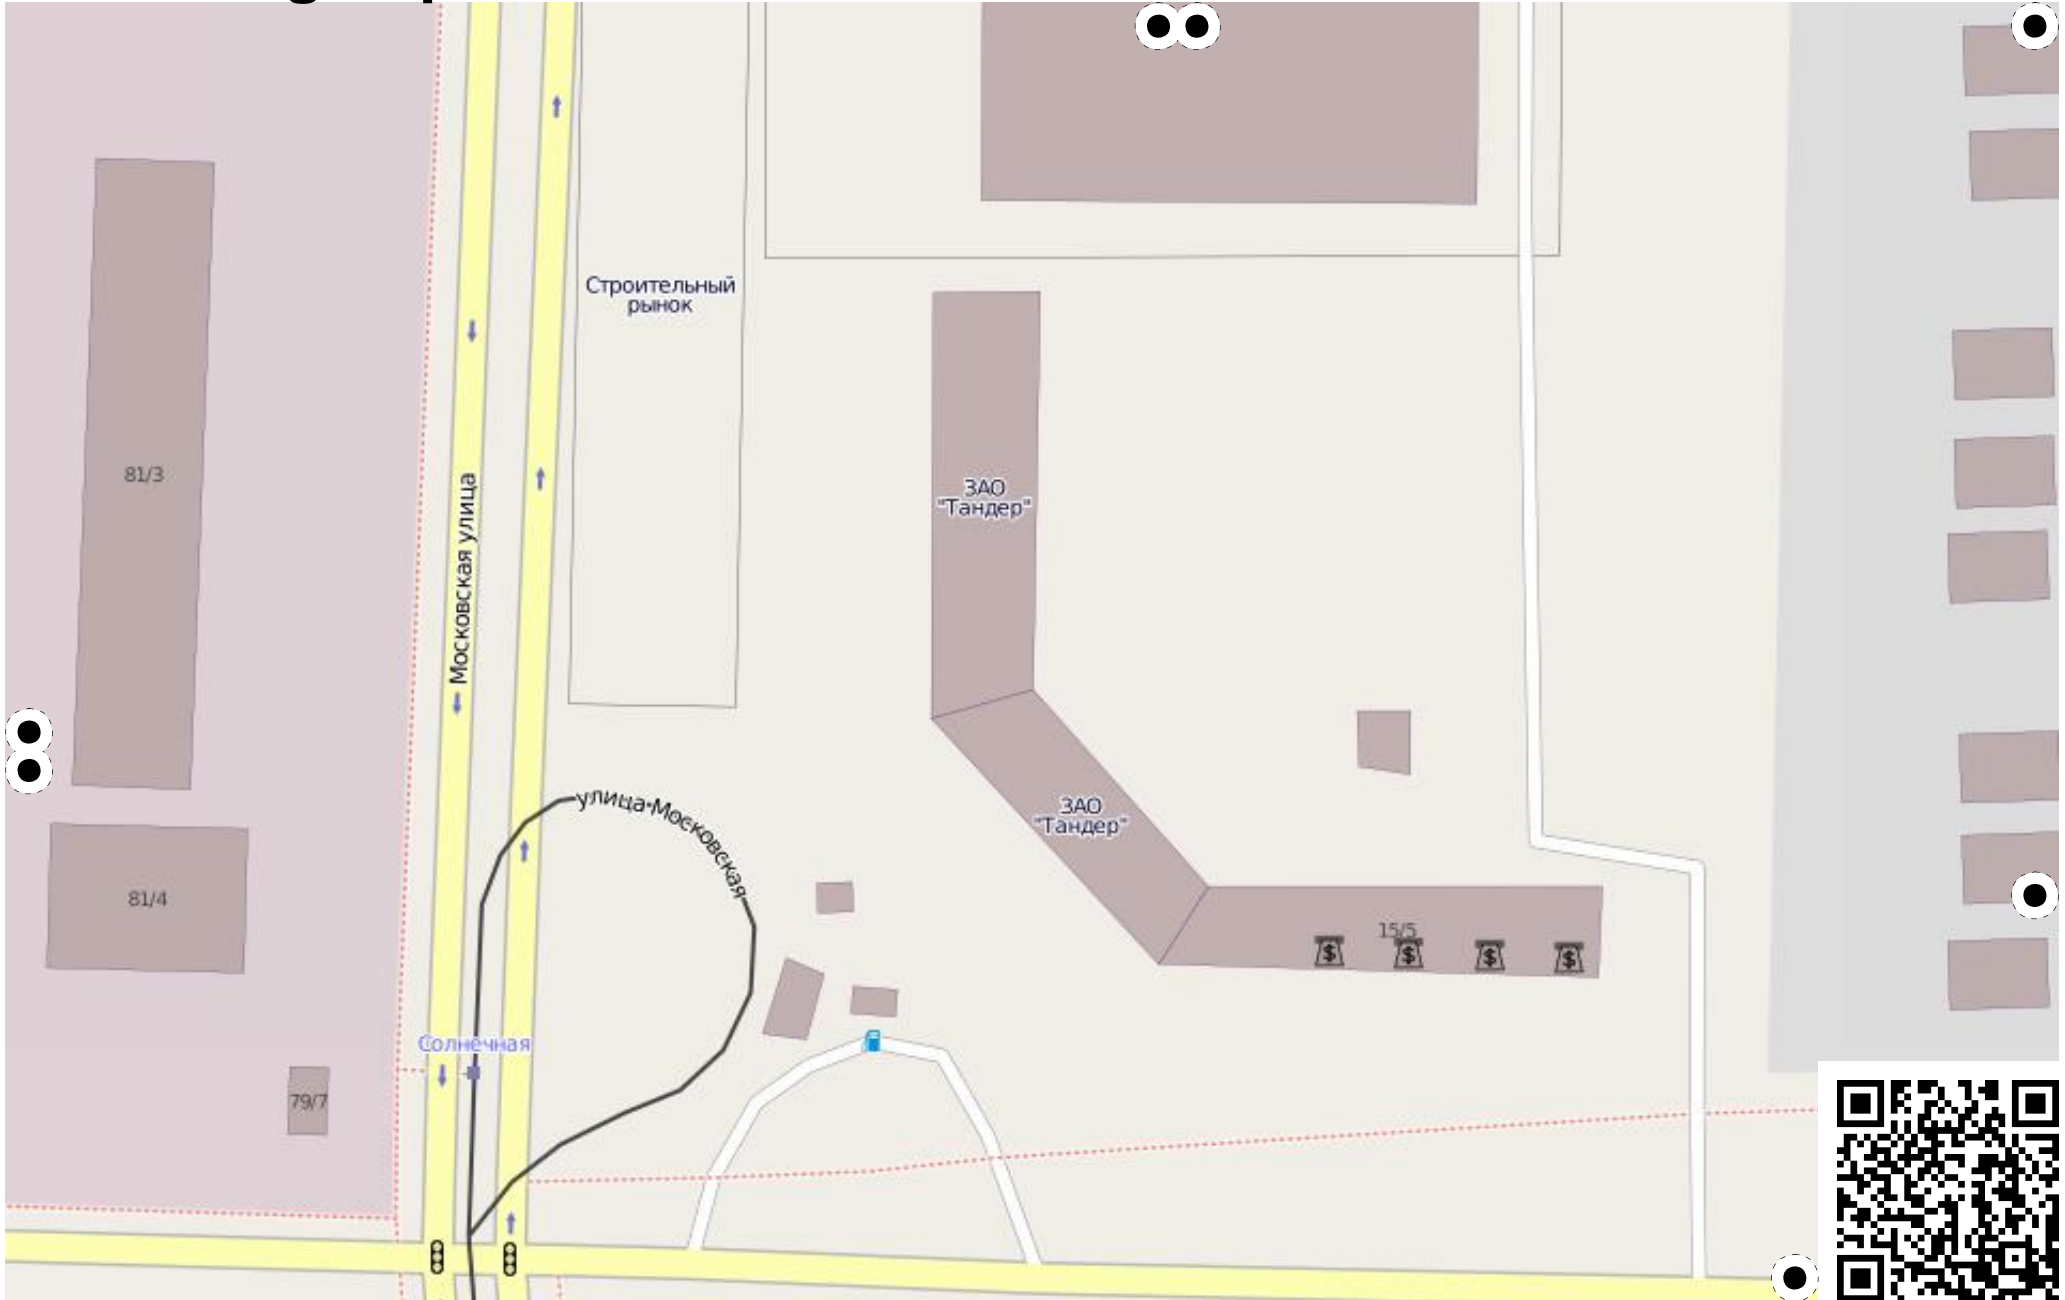 Строительный
рынок
81/3
Московская улица
ЗАО
"Тандер"
улица Московская
ЗАО
"Тандер"
81/4
15/5
Солнечная
79/7